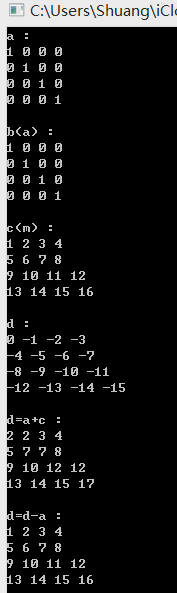 C:\Users\Shuang\iClo
a :
1 0 0 0
0 1 0 0
0 0 1 0
0 0 0 1
b(a) :
1 0 0 0
0 1 0 0
0 0 1 0
0 0 0 1
c(m) :
1 2 3 4
5 6 7 8
9 10 11 12
13 14 15 16
d :
0 -1 -2 -3
-4 -5 -6 -7
-8 -9 -10 -11
-12 -13 -14 -15
d=a+c :
2 2 3 4
5 7 7 8
9 10 12 12
13 14 15 17
d=d-a :
1 2 3 4
5 6 7 8
9 10 11 12
13 14 15 16